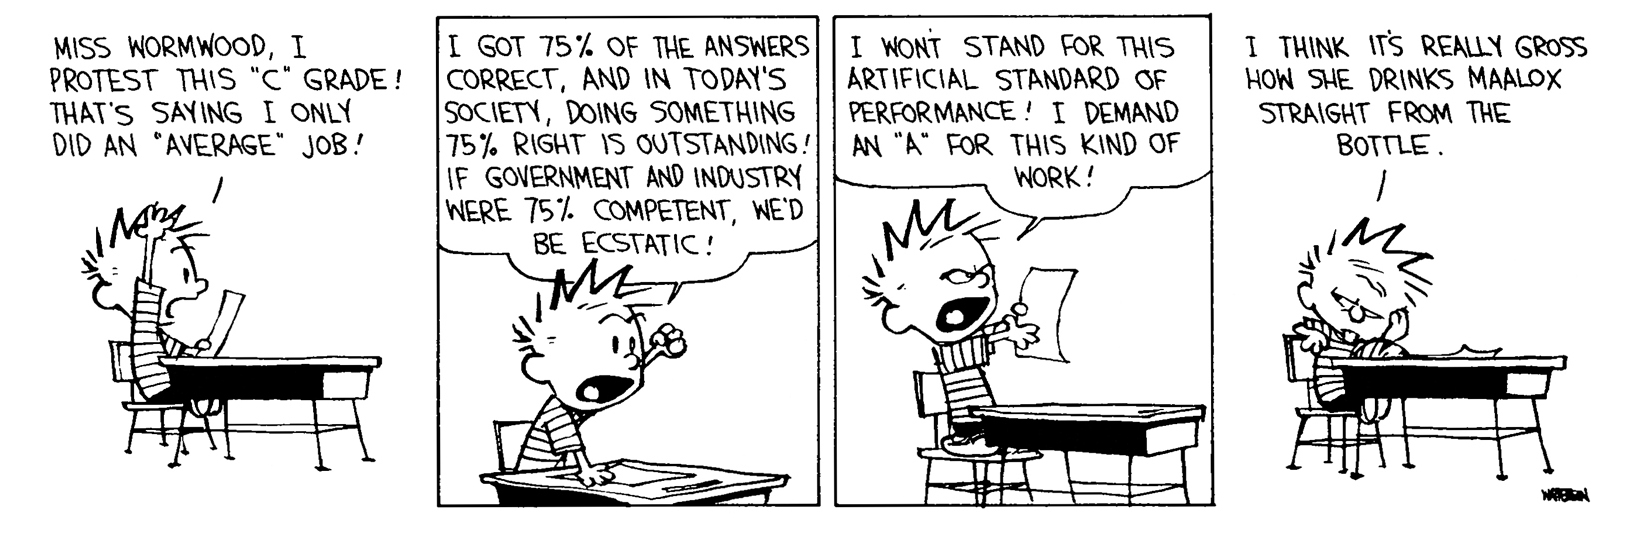 MISS WORMWOOD, I
PROTEST THIS "C" GRADE!
THAT'S SAYING I ONLY
DID AN "AVERAGE" JOB!
I GOT 75% OF THE ANSWERS
CORRECT, AND IN TODAY'S
SOCIETY, DOING SOMETHING
75% RIGHT IS OUTSTANDING!
IF GOVERNMENT AND INDUSTRY
WERE 75% COMPETENT, WE'D
BE ECSTATIC!
I WON'T STAND FOR THIS
ARTIFICIAL STANDARD OF
PERFORMANCE! I DEMAND
AN "A" FOR THIS KIND OF
WORK!
I THINK IT'S REALLY GROSS
HOW SHE DRINKS MAALOX
STRAIGHT FROM THE
BOTTLE.
WATTERSON